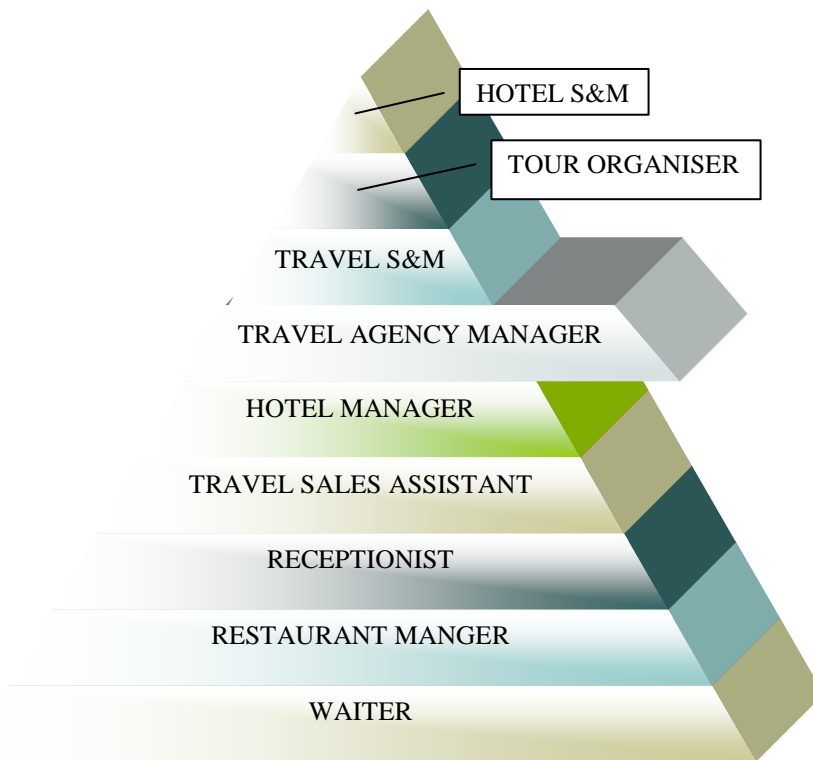 HOTEL S&M
TOUR ORGANISER
TRAVEL S&M
TRAVEL AGENCY MANAGER
HOTEL MANAGER
TRAVEL SALES ASSISTANT
RECEPTIONIST
RESTAURANT MANGER
WAITER